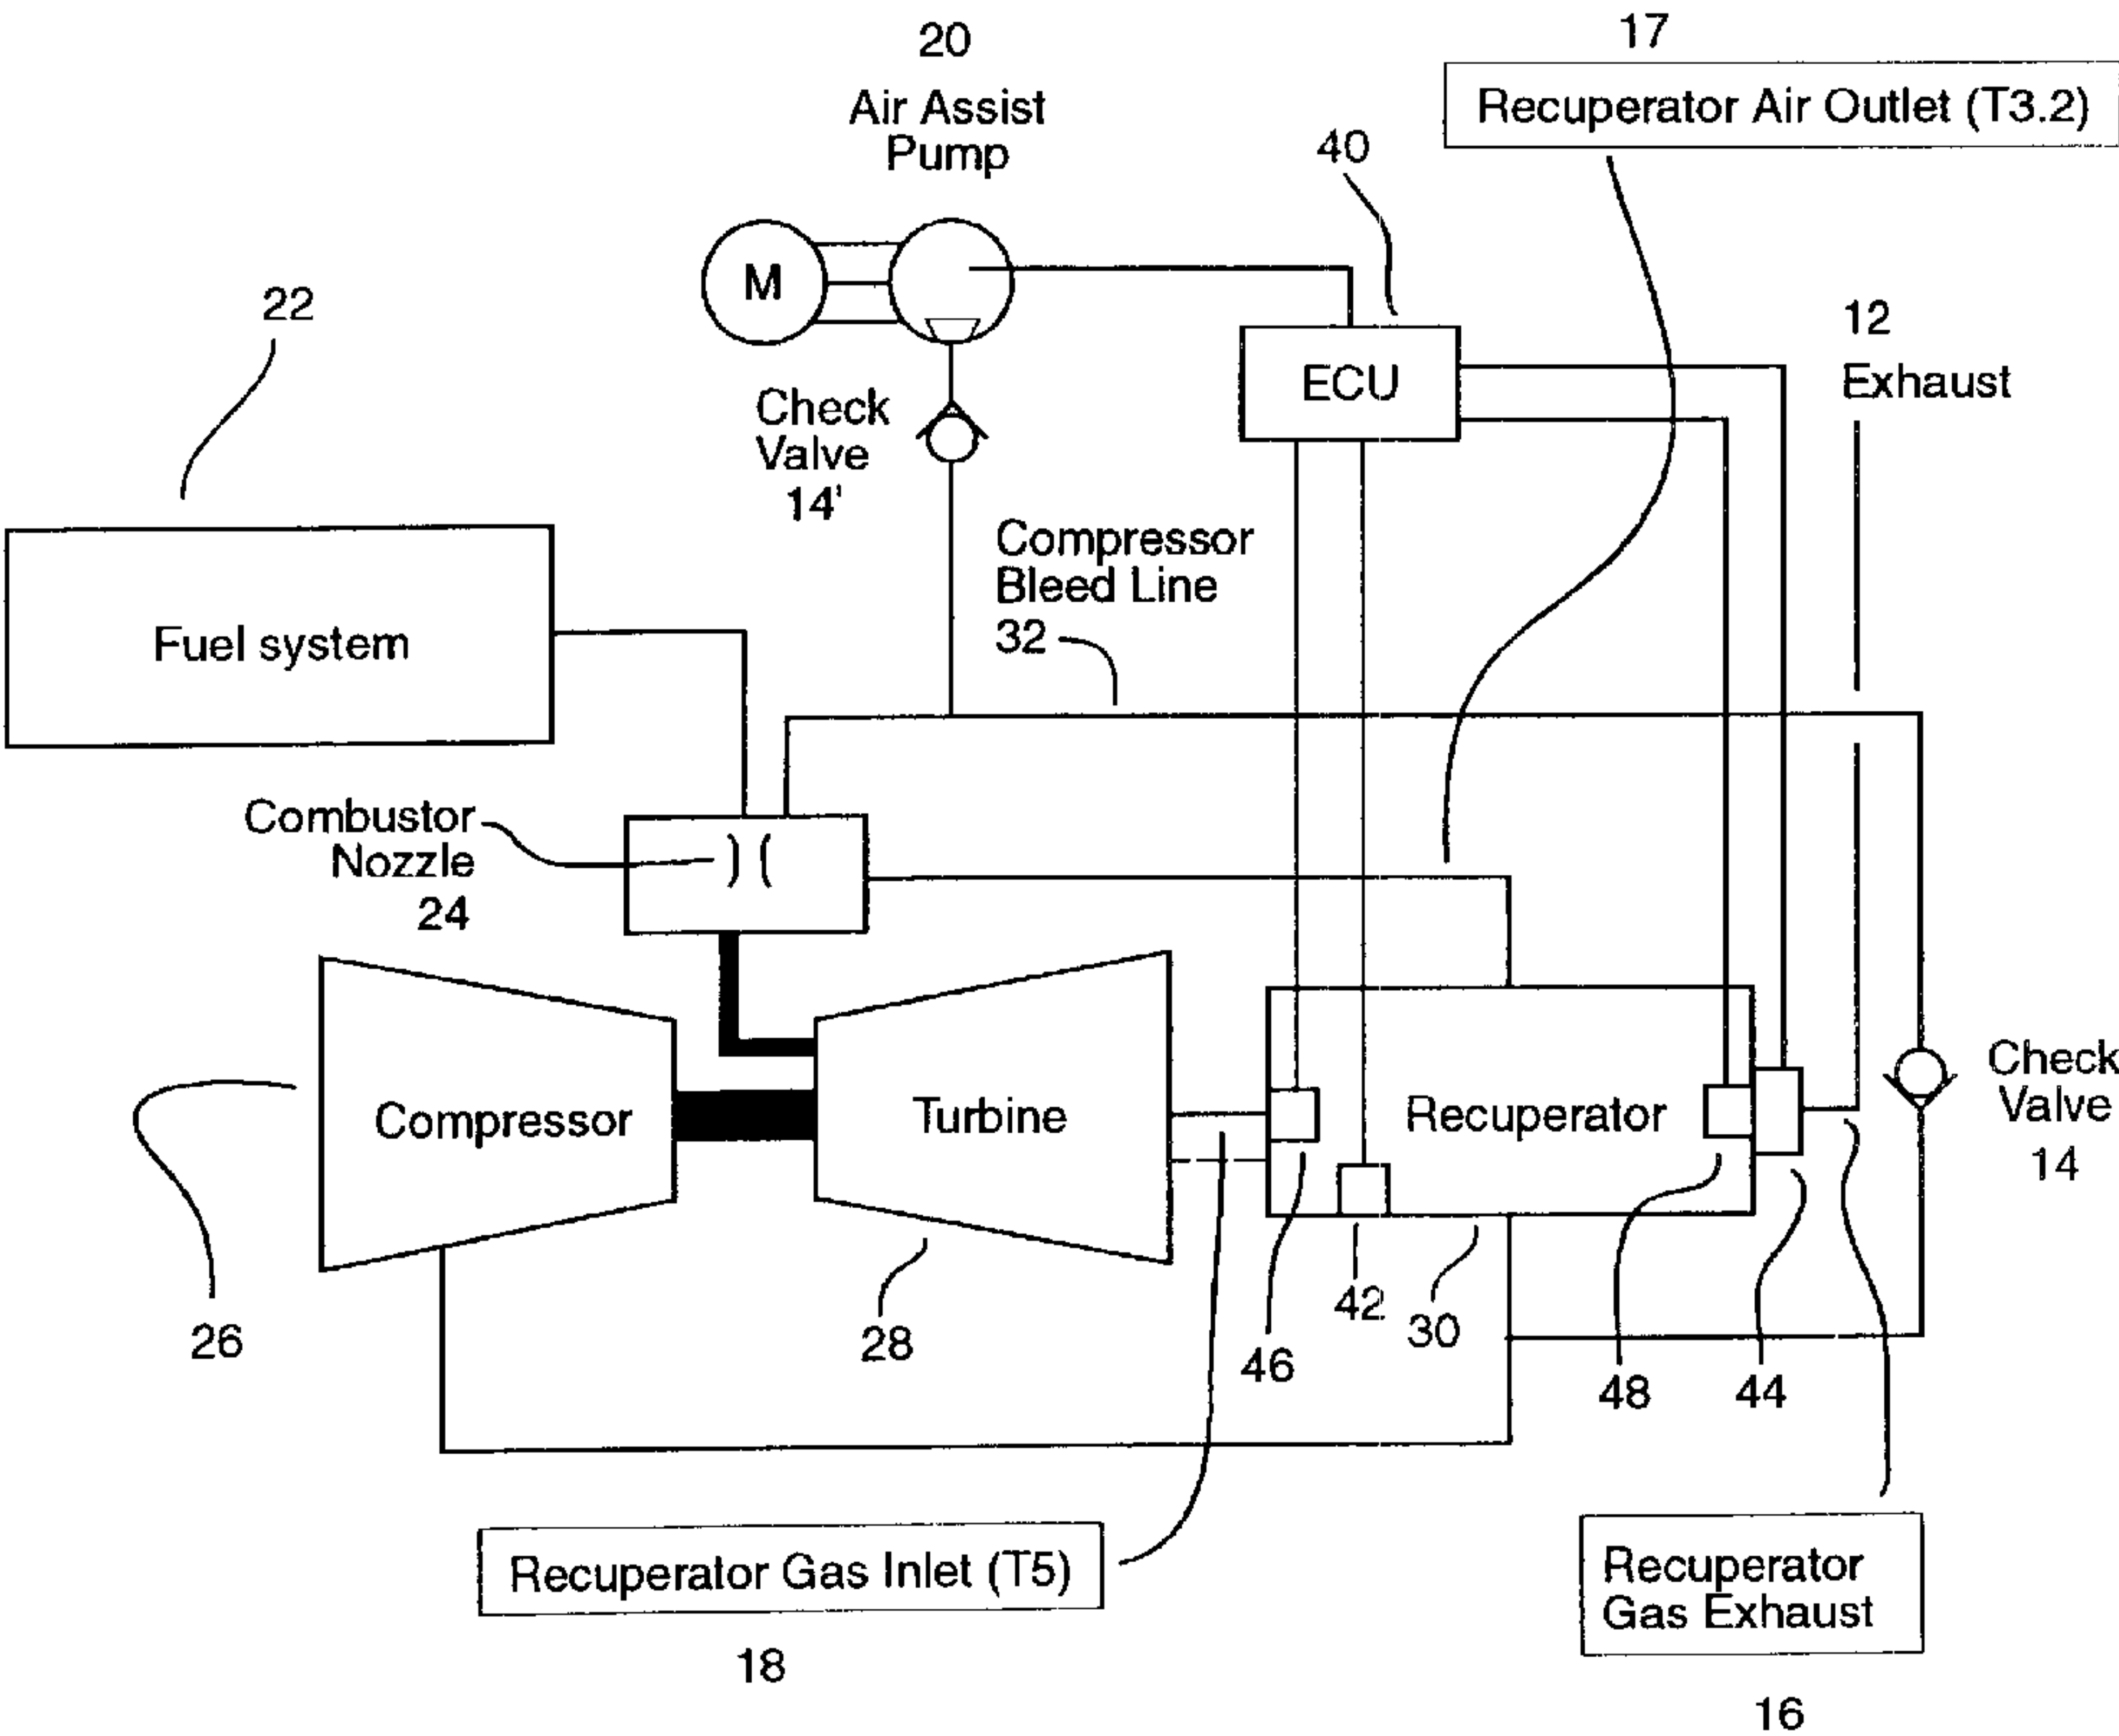 20
Air Assist
Pump
17
Recuperator Air Outlet (T3.2)
40
M
22
12
Exhaust
ECU
Check
Valve
14'
Compressor
Bleed Line
32
Fuel system
Combustor
Nozzle
24
Compressor
Turbine
Recuperator
Check
Valve
14
26
28
46
42
30
48
44
Recuperator Gas Inlet (T5)
18
Recuperator
Gas Exhaust
16